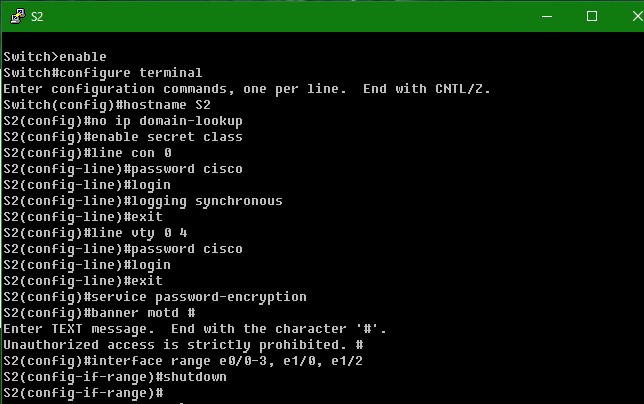 S2
Switch>enable
Switch#configure terminal
Enter configuration commands, one per line.  End with CNTL/Z.
Switch(config)#hostname S2
S2(config)#no ip domain-lookup
S2(config)#enable secret class
S2(config)#line con 0
S2(config-line)#password cisco
S2(config-line)#login
S2(config-line)#logging synchronous
S2(config-line)#exit
S2(config)#line vty 0 4
S2(config-line)#password cisco
S2(config-line)#login
S2(config-line)#exit
S2(config)#service password-encryption
S2(config)#banner motd #
Enter TEXT message.  End with the character '#'.
Unauthorized access is strictly prohibited. #
S2(config)#interface range e0/0-3, e1/0, e1/2
S2(config-if-range)#shutdown
S2(config-if-range)#